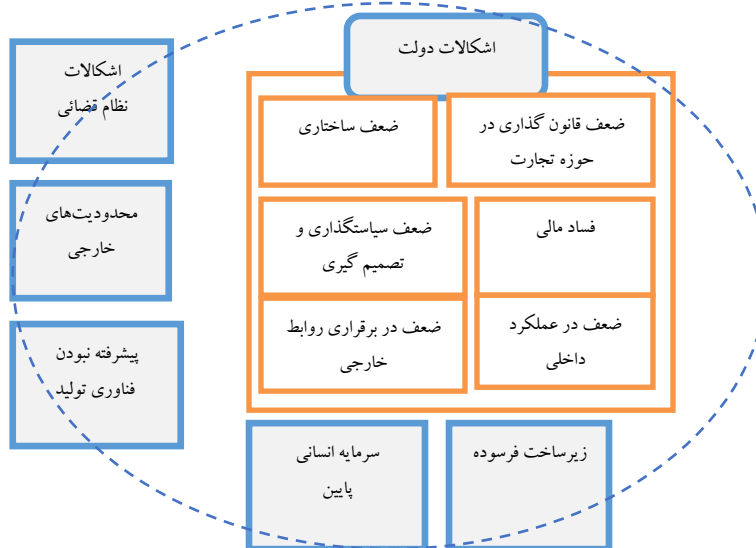 اشکالات دولت
ضعف قانون گذاری در
حوزه تجارت
ضعف ساختاری
فساد مالی
ضعف سیاستگذاری و
تصمیم گیری
ضعف در عملکرد
داخلی
ضعف در برقراری روابط
خارجی
اشکالات
نظام قضائی
محدودیت‌های
خارجی
پیشرفته نبودن
فناوری تولید
زیرساخت فرسوده
سرمایه انسانی
پایین